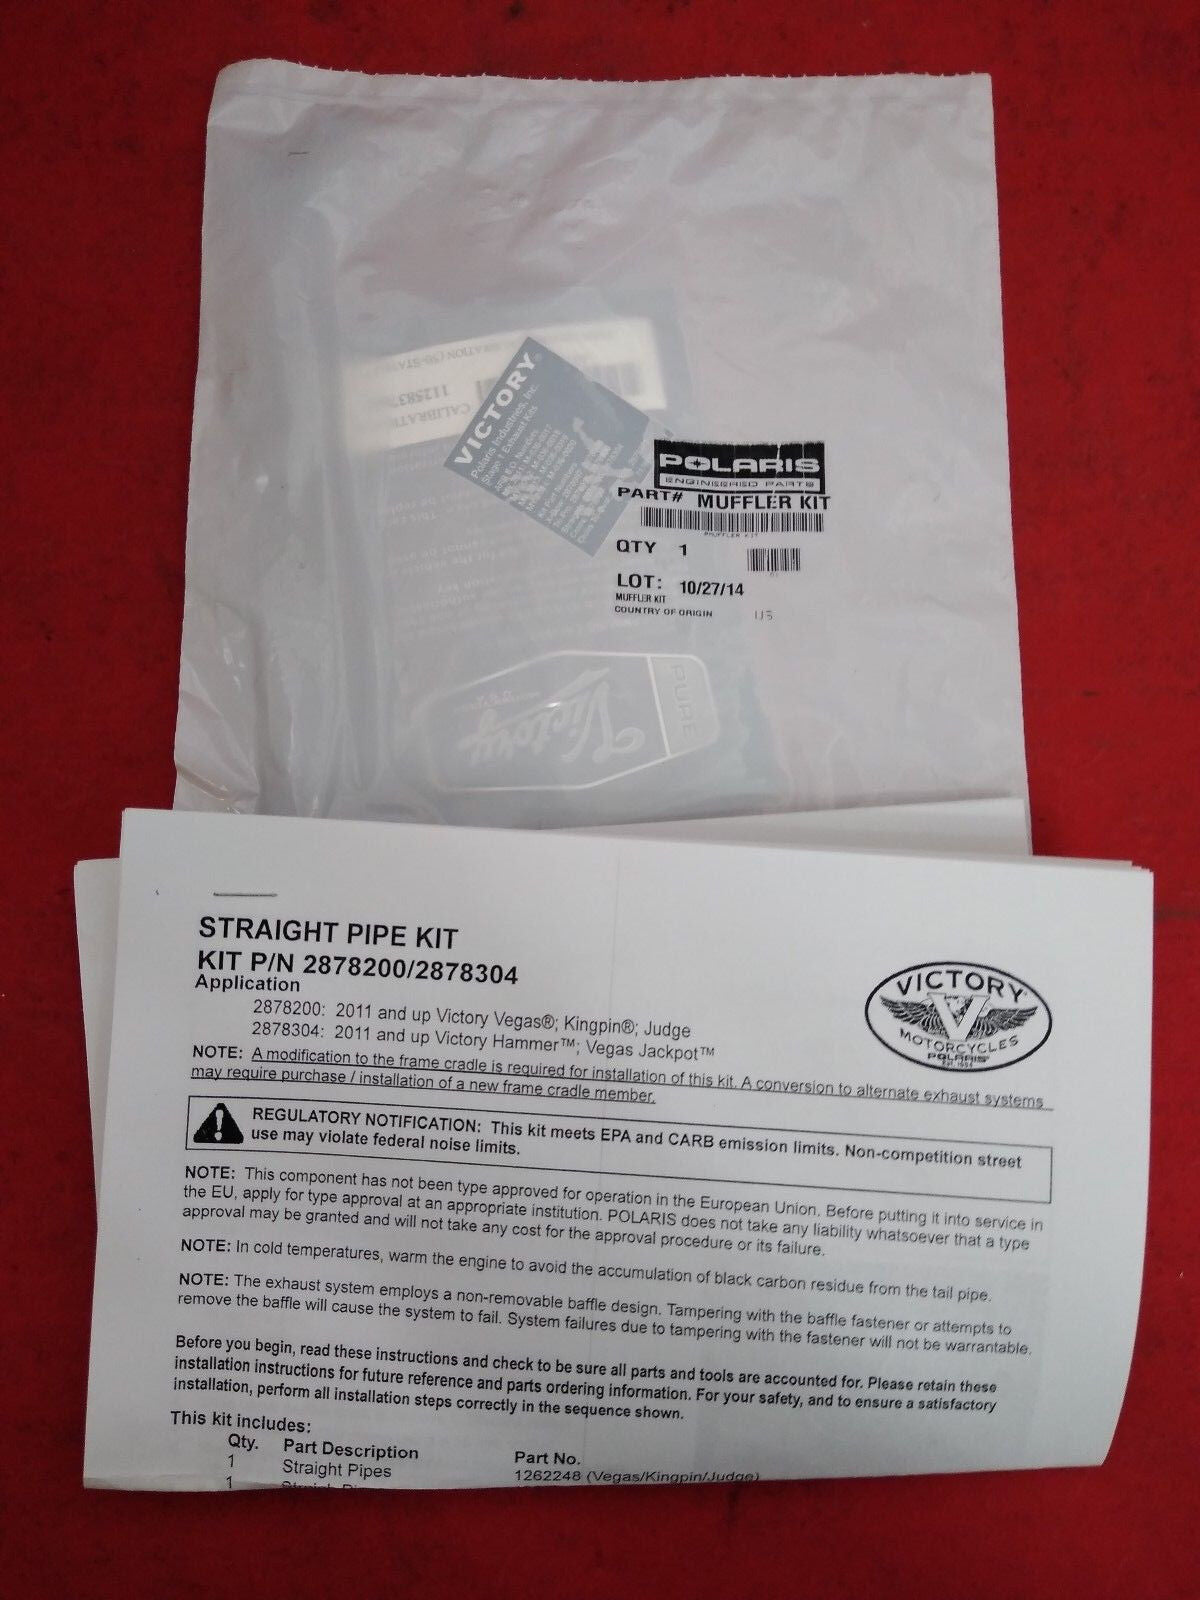 VICTORY®
Polaris Industries, Inc.
Stage 1 Exhaust Kits
POLARIS
ENGINEERED PARTS
PART# MUFFLER KIT
PMUFFLER KIT
QTY 1
LOT: 10/27/14
MUFFLER KIT
COUNTRY OF ORIGIN US
PURE
Victory
STRAIGHT PIPE KIT
KIT P/N 2878200/2878304
Application
2878200: 2011 and up Victory Vegas®; Kingpin®; Judge
2878304: 2011 and up Victory Hammer™; Vegas Jackpot™
VICTORY
MOTORCYCLES
POLARIS
Est. 1994
NOTE: A modification to the frame cradle is required for installation of this kit. A conversion to alternate exhaust systems
may require purchase / installation of a new frame cradle member.
REGULATORY NOTIFICATION: This kit meets EPA and CARB emission limits. Non-competition street
use may violate federal noise limits.
NOTE: This component has not been type approved for operation in the European Union. Before putting it into service in
the EU, apply for type approval at an appropriate institution. POLARIS does not take any liability whatsoever that a type
approval may be granted and will not take any cost for the approval procedure or its failure.
NOTE: In cold temperatures, warm the engine to avoid the accumulation of black carbon residue from the tail pipe.
NOTE: The exhaust system employs a non-removable baffle design. Tampering with the baffle fastener or attempts to
remove the baffle will cause the system to fail. System failures due to tampering with the fastener will not be warrantable.
Before you begin, read these instructions and check to be sure all parts and tools are accounted for. Please retain these
installation instructions for future reference and parts ordering information. For your safety, and to ensure a satisfactory
installation, perform all installation steps correctly in the sequence shown.
This kit includes:
Qty. Part Description Part No.
1 Straight Pipes 1262248 (Vegas/Kingpin/Judge)
1